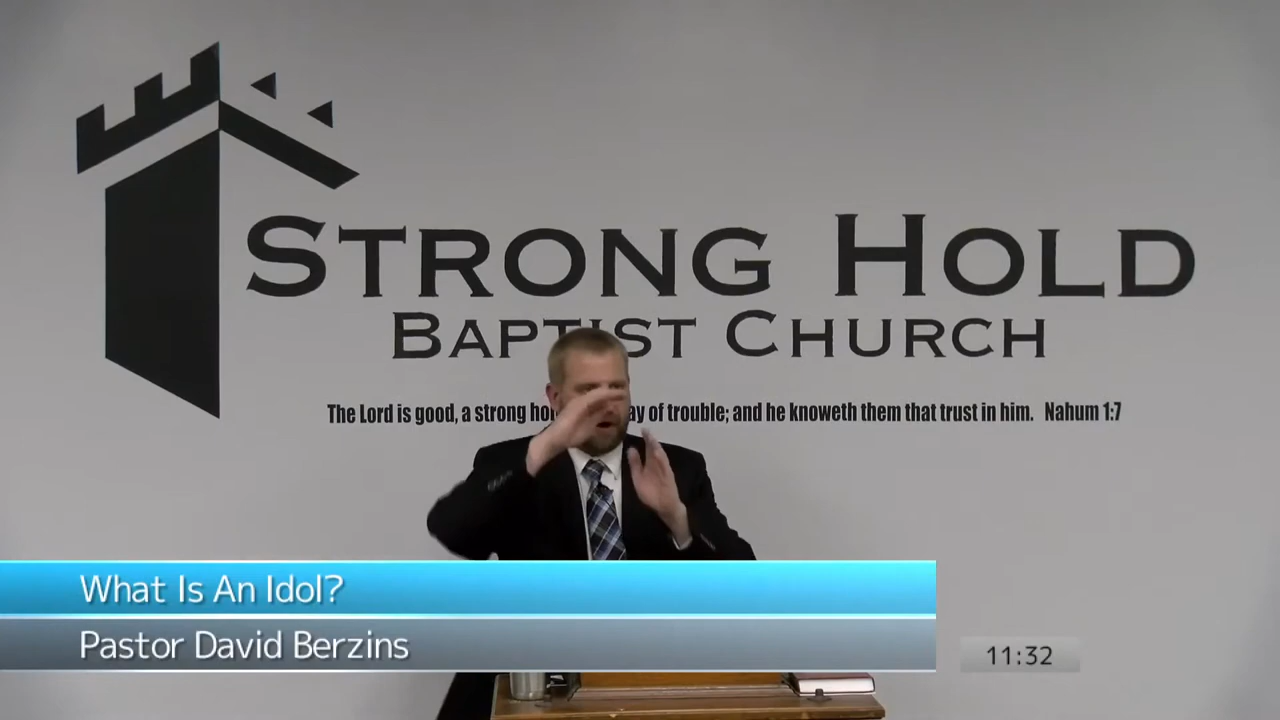 STRONG HOLD
BAPTIST CHURCH
The Lord is good, a strong ay of trouble; and he knoweth them that trust in him. Nahum 1:7
What Is An Idol?
Pastor David Berzins
11:32